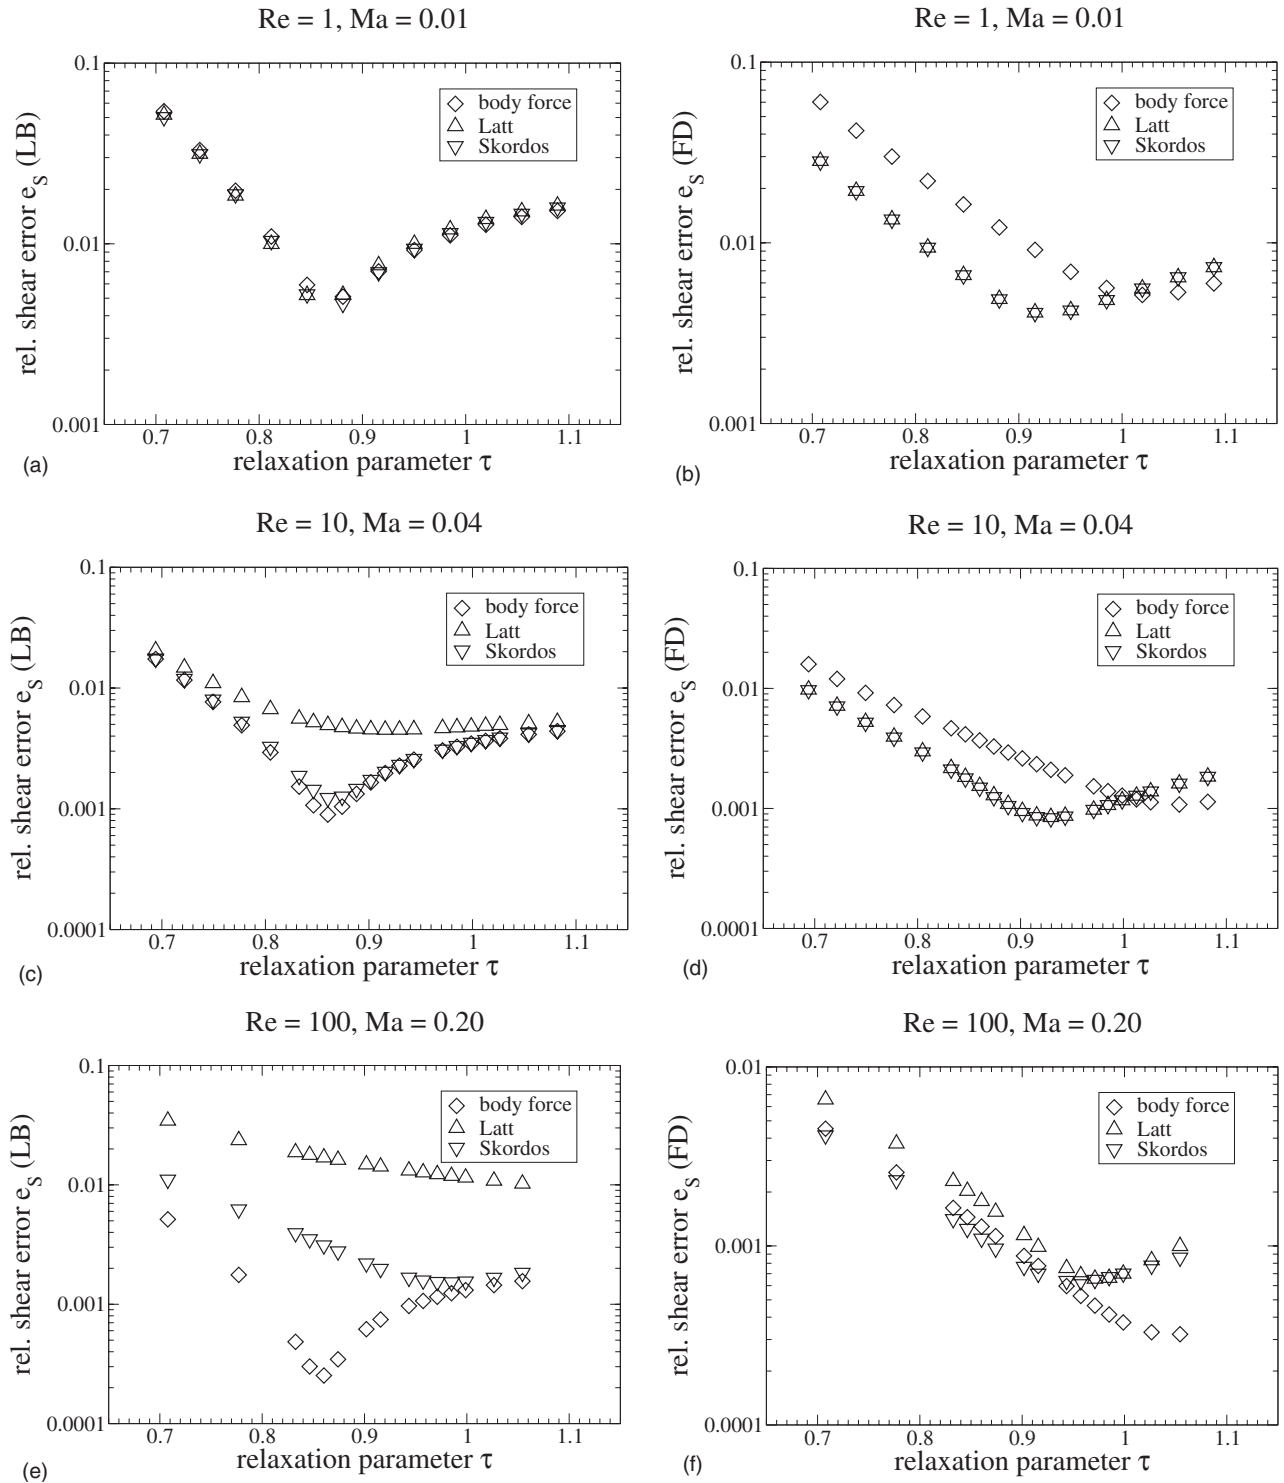 Re = 1, Ma = 0.01
rel. shear error e_S (LB)
0.1
0.01
0.001
body force
Latt
Skordos
0.7 0.8 0.9 1 1.1
relaxation parameter τ
(a)
Re = 1, Ma = 0.01
rel. shear error e_S (FD)
0.1
0.01
0.001
body force
Latt
Skordos
0.7 0.8 0.9 1 1.1
relaxation parameter τ
(b)
Re = 10, Ma = 0.04
rel. shear error e_S (LB)
0.1
0.01
0.001
0.0001
body force
Latt
Skordos
0.7 0.8 0.9 1 1.1
relaxation parameter τ
(c)
Re = 10, Ma = 0.04
rel. shear error e_S (FD)
0.1
0.01
0.001
0.0001
body force
Latt
Skordos
0.7 0.8 0.9 1 1.1
relaxation parameter τ
(d)
Re = 100, Ma = 0.20
rel. shear error e_S (LB)
0.1
0.01
0.001
0.0001
body force
Latt
Skordos
0.7 0.8 0.9 1 1.1
relaxation parameter τ
(e)
Re = 100, Ma = 0.20
rel. shear error e_S (FD)
0.01
0.001
0.0001
body force
Latt
Skordos
0.7 0.8 0.9 1 1.1
relaxation parameter τ
(f)